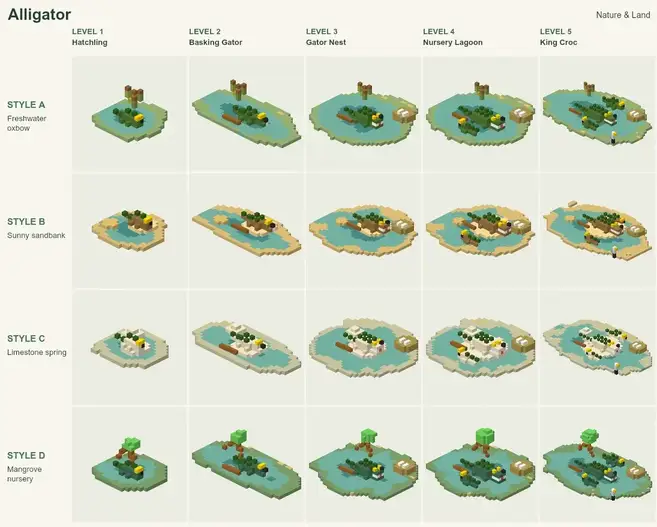 Alligator
Nature & Land
LEVEL 1
Hatchling
LEVEL 2
Basking Gator
LEVEL 3
Gator Nest
LEVEL 4
Nursery Lagoon
LEVEL 5
King Croc
STYLE A
Freshwater
oxbow
STYLE B
Sunny sandbank
STYLE C
Limestone spring
STYLE D
Mangrove
nursery